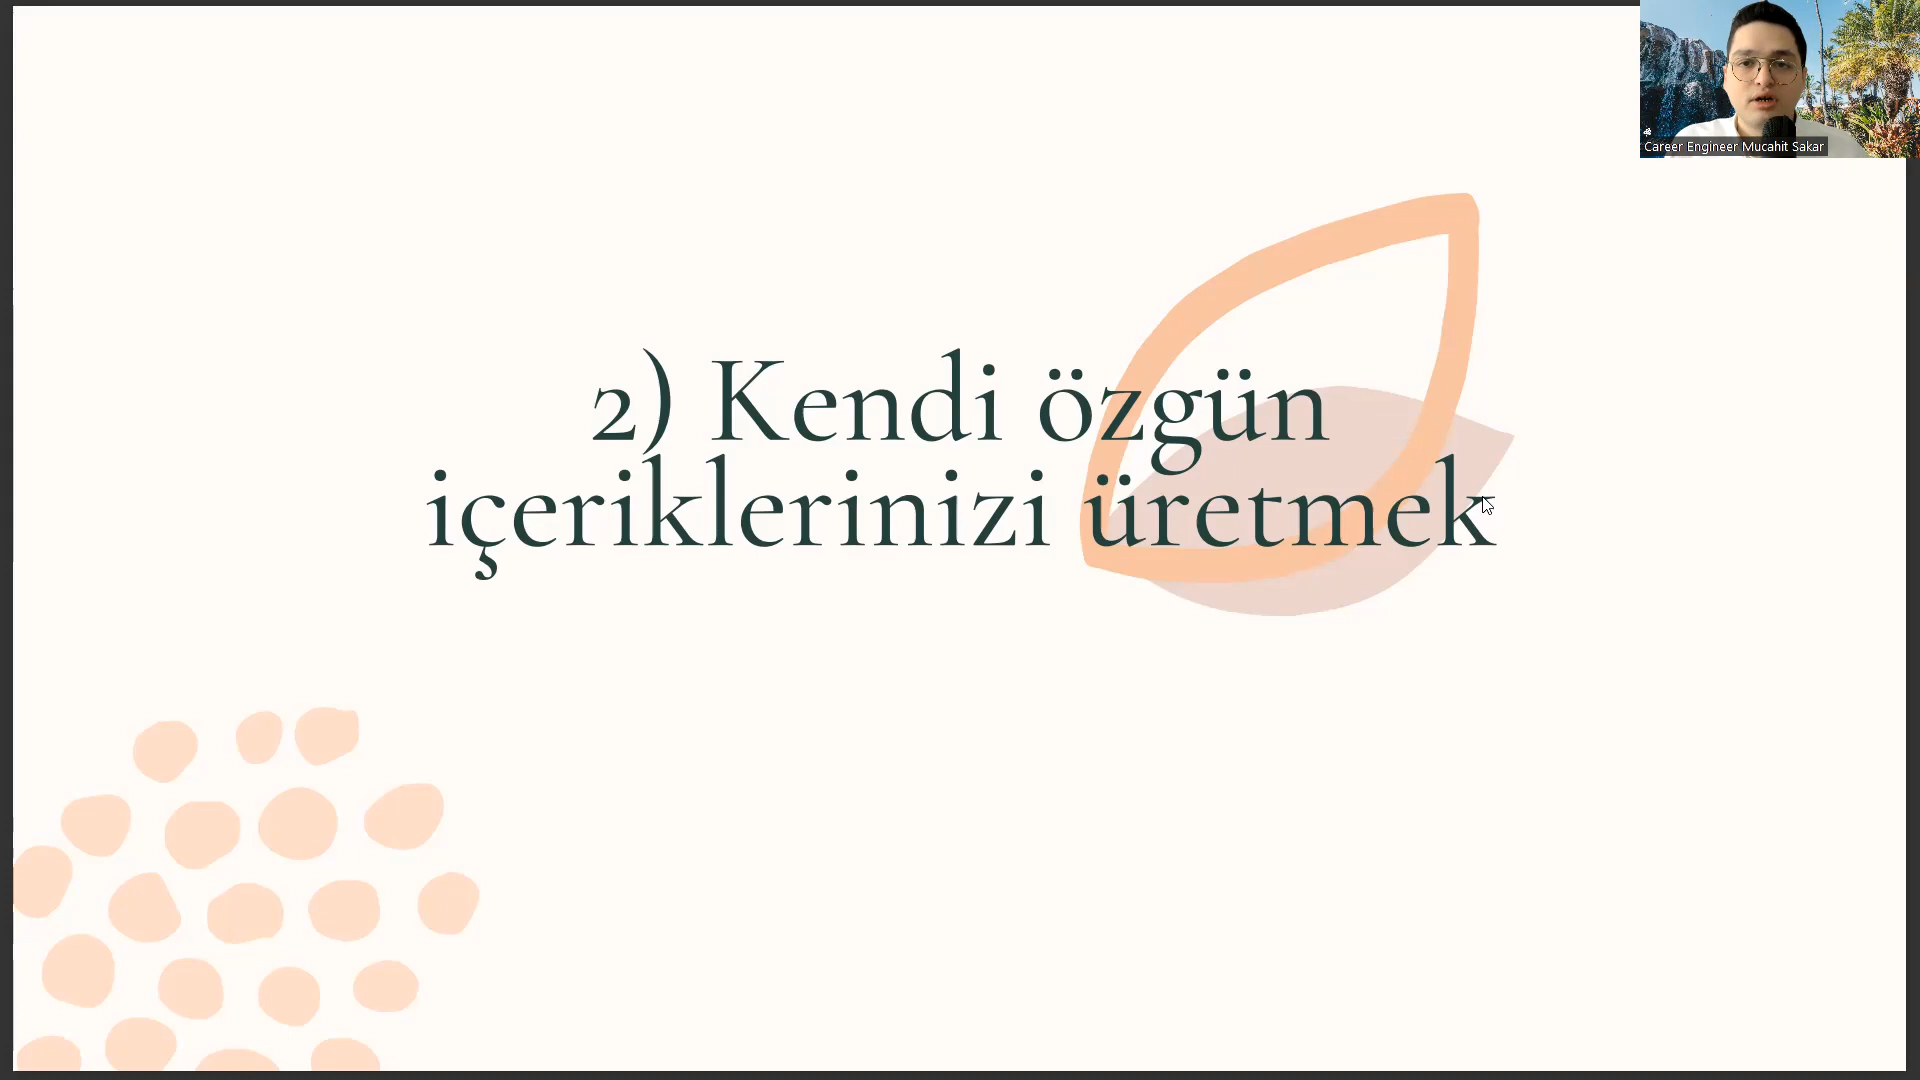 Career Engineer Mucahit Sakar
2) Kendi özgün
içeriklerinizi üretmek